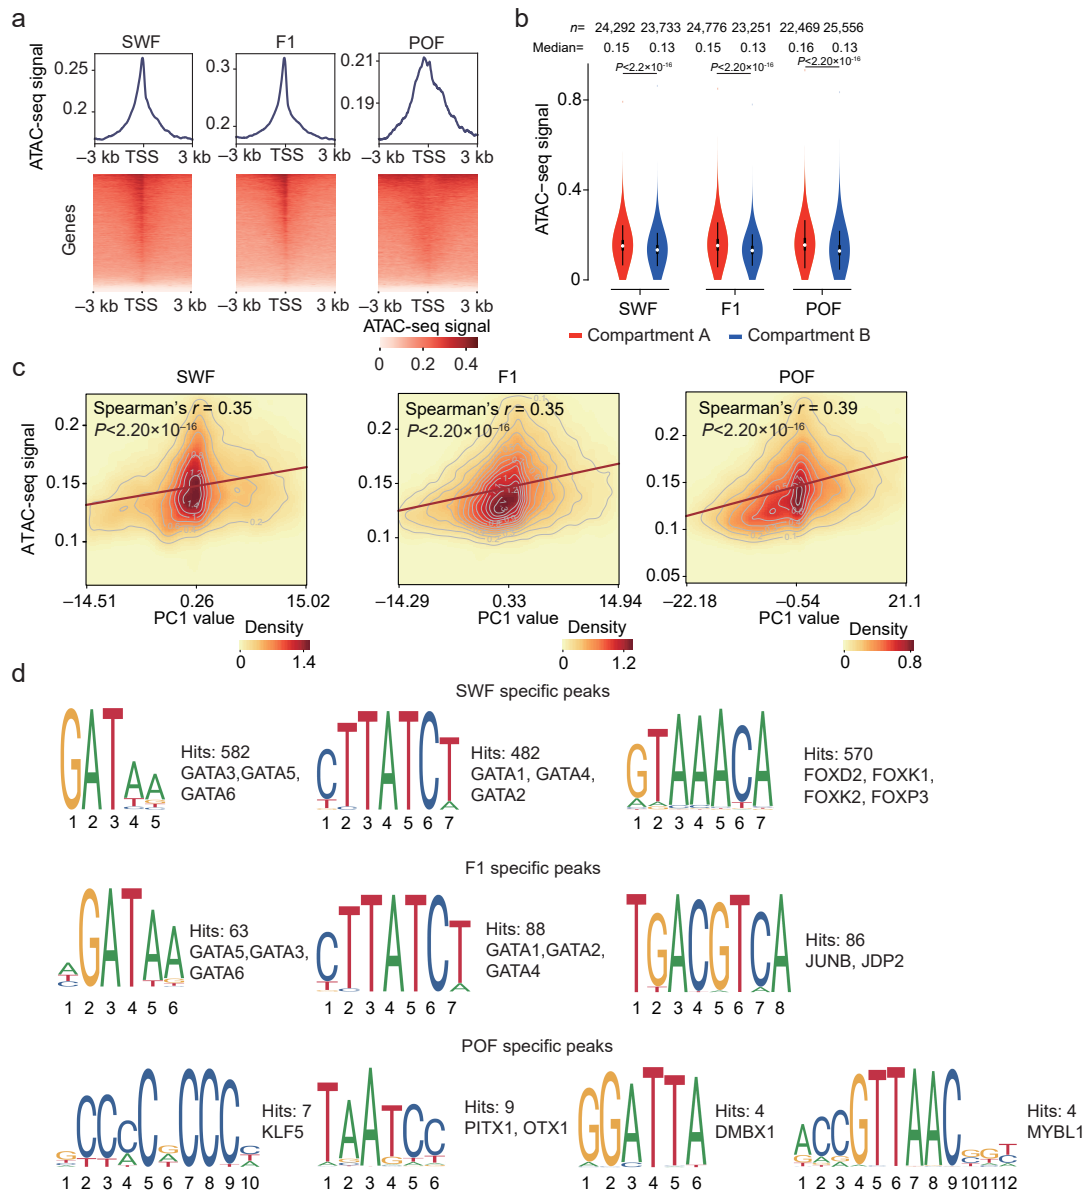 a
SWF F1 POF
ATAC-seq signal
0.25
0.2
0.3
0.2
0.21
0.19
–3 kb TSS 3 kb –3 kb TSS 3 kb –3 kb TSS 3 kb
Genes
–3 kb TSS 3 kb –3 kb TSS 3 kb –3 kb TSS 3 kb
ATAC-seq signal
0 0.2 0.4
b
n= 24,292 23,733 24,776 23,251 22,469 25,556
Median= 0.15 0.13 0.15 0.13 0.16 0.13
P<2.2×10⁻¹⁶ P<2.20×10⁻¹⁶ P<2.20×10⁻¹⁶
ATAC−seq signal
0.8
0.4
0
SWF F1 POF
Compartment A Compartment B
c
SWF F1 POF
ATAC-seq signal
Spearman's r = 0.35
P<2.20×10⁻¹⁶
0.2
0.15
0.1
–14.51 0.26 15.02
PC1 value
Density
0 1.4
Spearman's r = 0.35
P<2.20×10⁻¹⁶
0.2
0.15
0.1
–14.29 0.33 14.94
PC1 value
Density
0 1.2
Spearman's r = 0.39
P<2.20×10⁻¹⁶
0.2
0.15
0.1
0.05
–22.18 –0.54 21.1
PC1 value
Density
0 0.8
d
SWF specific peaks
GATAA
1 2 3 4 5
Hits: 582
GATA3,GATA5,
GATA6
CTTATCT
1 2 3 4 5 6 7
Hits: 482
GATA1, GATA4,
GATA2
GTAAACA
1 2 3 4 5 6 7
Hits: 570
FOXD2, FOXK1,
FOXK2, FOXP3
F1 specific peaks
AGATAA
1 2 3 4 5 6
Hits: 63
GATA5,GATA3,
GATA6
CTTATCT
1 2 3 4 5 6 7
Hits: 88
GATA1,GATA2,
GATA4
TGACGTCA
1 2 3 4 5 6 7 8
Hits: 86
JUNB, JDP2
POF specific peaks
1 2 3 4 5 6 7 8 9 10
Hits: 7
KLF5
TAATCC
1 2 3 4 5 6
Hits: 9
PITX1, OTX1
GGATTA
1 2 3 4 5 6
Hits: 4
DMBX1
1 2 3 4 5 6 7 8 9 101112
Hits: 4
MYBL1